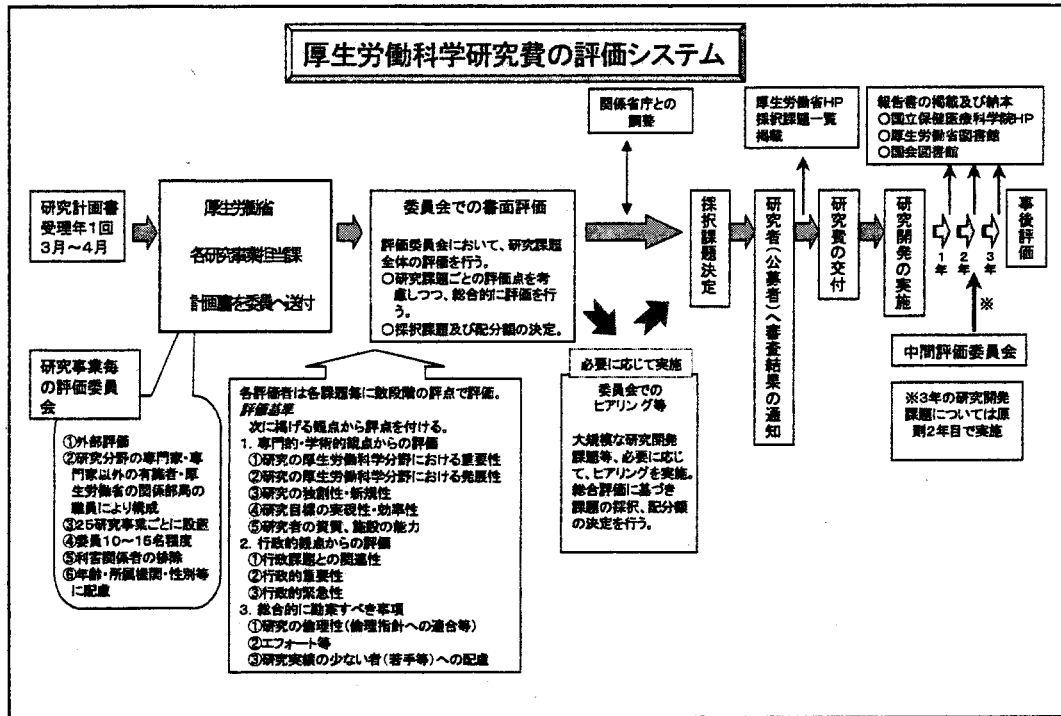 厚生労働科学研究費の評価システム
関係省庁との
調整
厚生労働省HP
採択課題一覧
掲載
報告書の掲載及び納本
○国立保健医療科学院HP
○厚生労働省図書館
○国会図書館
研究計画書
受理年1回
3月～4月
厚生労働省
各研究事業担当課
計画書を委員へ送付
委員会での書面評価
評価委員会において、研究課題
全体の評価を行う。
○研究課題ごとの評価点を考
慮しつつ、総合的に評価を行
う。
○採択課題及び配分額の決定。
採択課題決定
研究者(公募者)へ審査結果の通知
研究費の交付
研究開発の実施
1年
2年
3年
事後評価
※
中間評価委員会
※3年の研究開発
課題については原
則2年目で実施
必要に応じて実施
委員会での
ヒアリング等
大規模な研究開発
課題等、必要に応じ
て、ヒアリングを実施。
総合評価に基づき
課題の採択、配分額
の決定を行う。
研究事業毎
の評価委員
会
①外部評価
②研究分野の専門家・専
門家以外の有識者・厚
生労働省の関係部局の
職員により構成
③25研究事業ごとに設置
④委員10～15名程度
⑤利害関係者の排除
⑥年齢・所属機関・性別等
に配慮
各評価者は各課題毎に数段階の評点で評価。
評価基準
次に掲げる観点から評点を付ける。
1. 専門的・学術的観点からの評価
①研究の厚生労働科学分野における重要性
②研究の厚生労働科学分野における発展性
③研究の独創性・新規性
④研究目標の実現性・効率性
⑤研究者の資質、施設の能力
2. 行政的観点からの評価
①行政課題との関連性
②行政的重要性
③行政的緊急性
3. 総合的に勘案すべき事項
①研究の倫理性(倫理指針への適合等)
②エフォート等
③研究実績の少ない者(若手等)への配慮